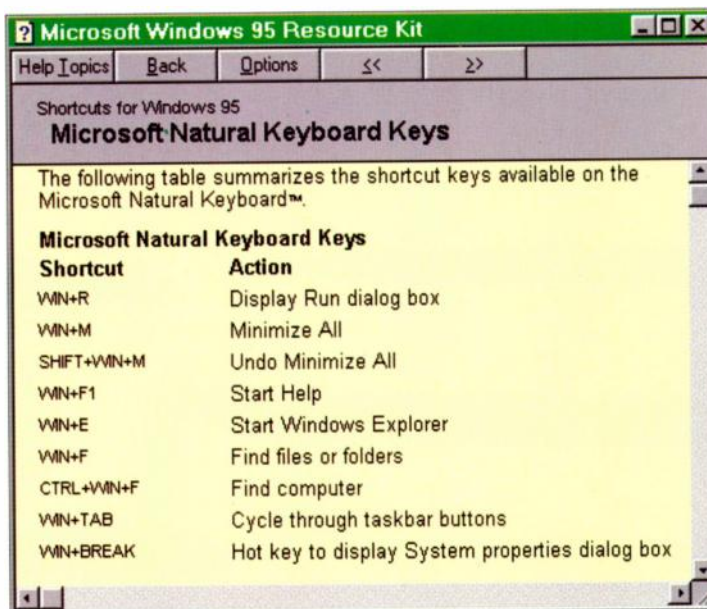 Microsoft Windows 95 Resource Kit
Help Topics Back Options << >>
Shortcuts for Windows 95
Microsoft Natural Keyboard Keys
The following table summarizes the shortcut keys available on the
Microsoft Natural Keyboard™.
Microsoft Natural Keyboard Keys
Shortcut Action
WIN+R Display Run dialog box
WIN+M Minimize All
SHIFT+WIN+M Undo Minimize All
WIN+F1 Start Help
WIN+E Start Windows Explorer
WIN+F Find files or folders
CTRL+WIN+F Find computer
WIN+TAB Cycle through taskbar buttons
WIN+BREAK Hot key to display System properties dialog box